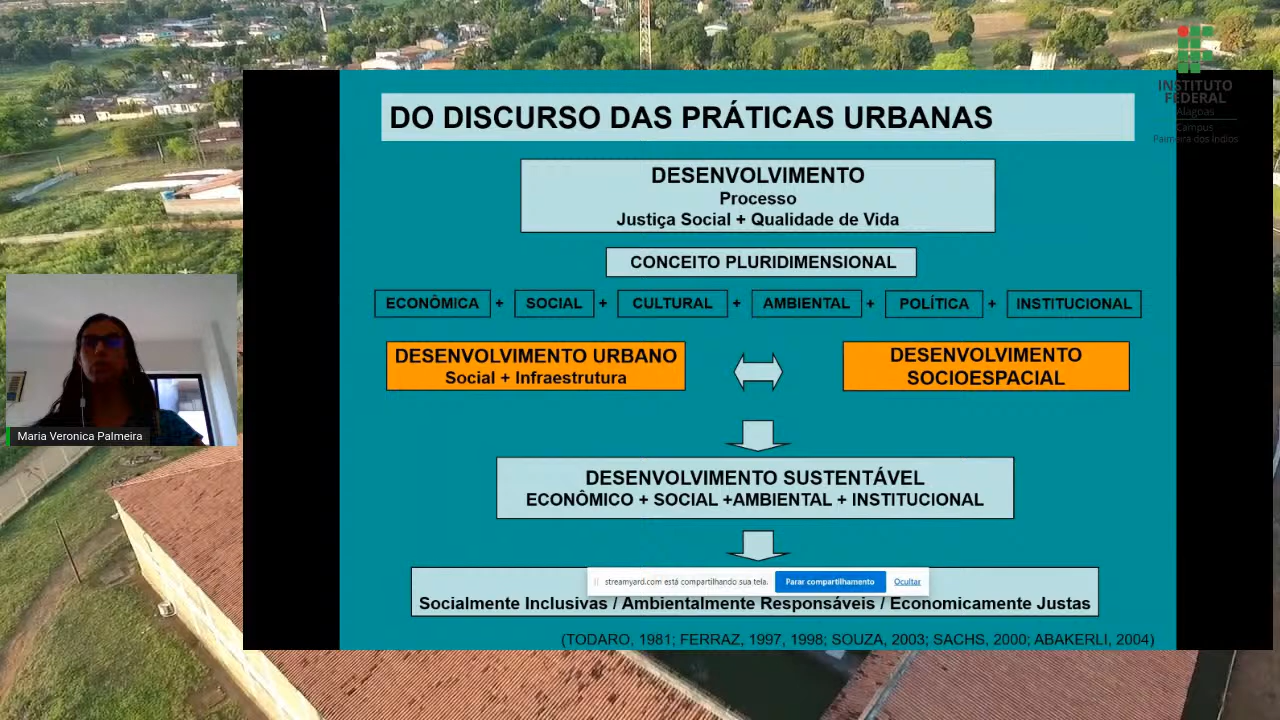 INSTITUTO
FEDERAL
Alagoas
Campus
Palmeira dos Índios
DO DISCURSO DAS PRÁTICAS URBANAS
DESENVOLVIMENTO
Processo
Justiça Social + Qualidade de Vida
CONCEITO PLURIDIMENSIONAL
ECONÔMICA + SOCIAL + CULTURAL + AMBIENTAL + POLÍTICA + INSTITUCIONAL
DESENVOLVIMENTO URBANO
Social + Infraestrutura
DESENVOLVIMENTO
SOCIOESPACIAL
Maria Veronica Palmeira
DESENVOLVIMENTO SUSTENTÁVEL
ECONÔMICO + SOCIAL +AMBIENTAL + INSTITUCIONAL
streamyard.com está compartilhando sua tela. Parar compartilhamento Ocultar
Socialmente Inclusivas / Ambientalmente Responsáveis / Economicamente Justas
(TODARO, 1981; FERRAZ, 1997, 1998; SOUZA, 2003; SACHS, 2000; ABAKERLI, 2004)